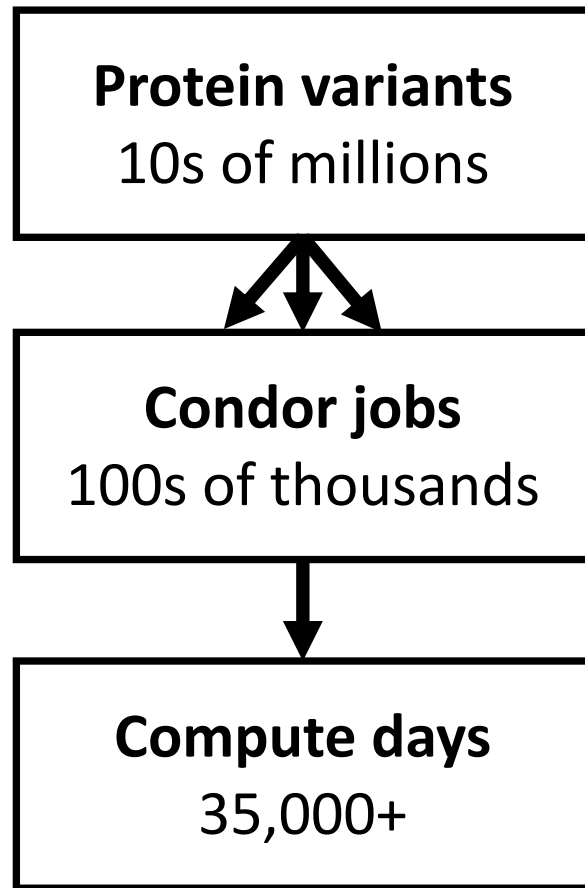 Protein variants
10s of millions
Condor jobs
100s of thousands
Compute days
35,000+